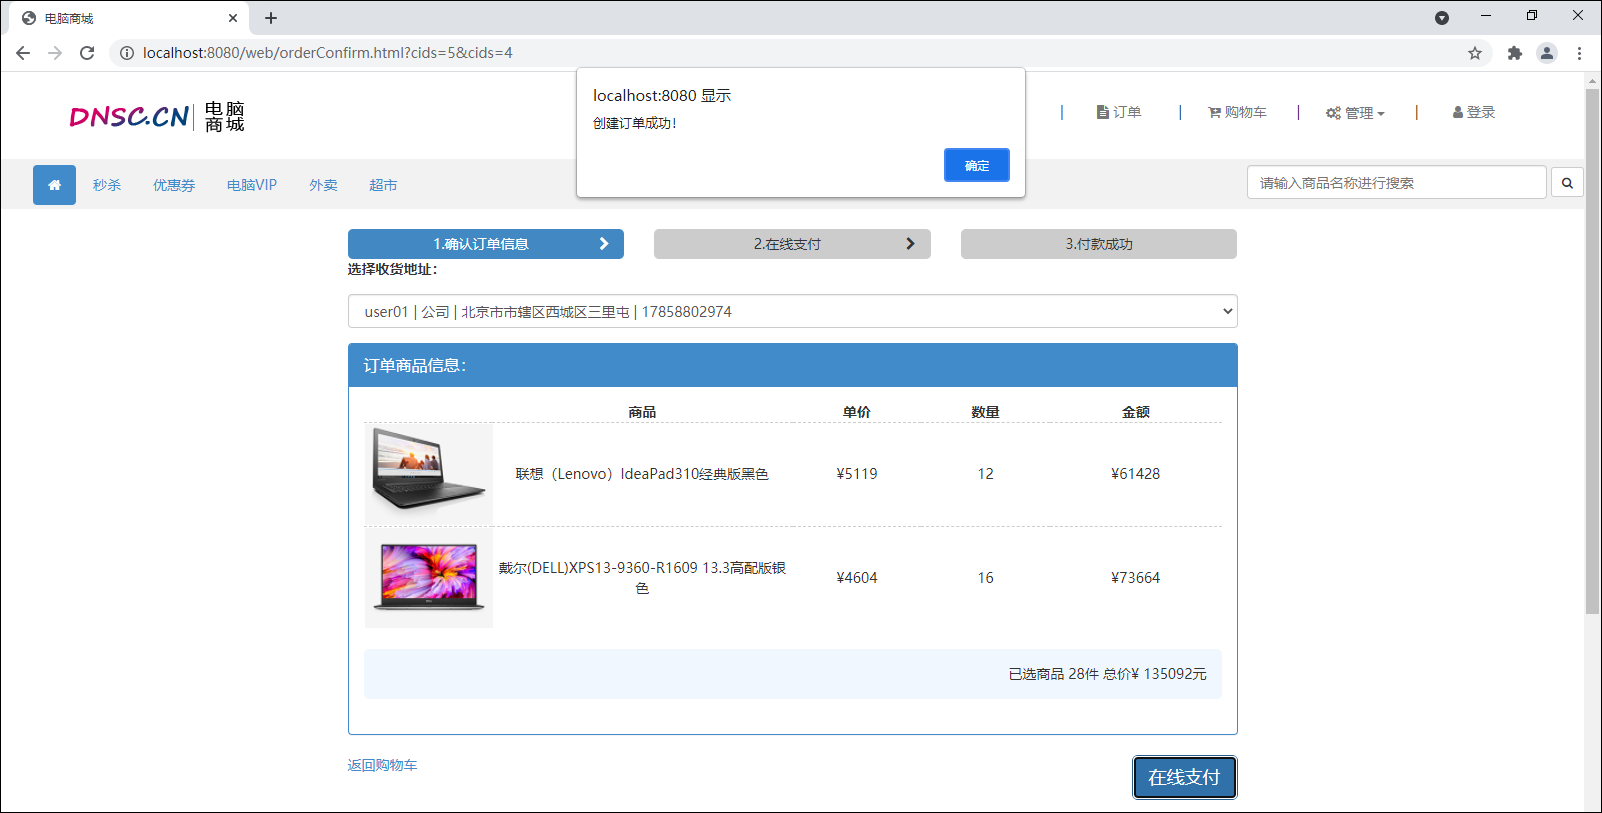 电脑商城
localhost:8080/web/orderConfirm.html?cids=5&cids=4
localhost:8080 显示
创建订单成功!
确定
DNSC.CN | 电脑
商城
| 订单 | 购物车 | 管理 | 登录
秒杀 优惠券 电脑VIP 外卖 超市
请输入商品名称进行搜索
1.确认订单信息
2.在线支付
3.付款成功
选择收货地址:
user01 | 公司 | 北京市市辖区西城区三里屯 | 17858802974
订单商品信息:
商品 单价 数量 金额
联想（Lenovo）IdeaPad310经典版黑色 ¥5119 12 ¥61428
戴尔(DELL)XPS13-9360-R1609 13.3高配版银
色 ¥4604 16 ¥73664
已选商品 28件 总价¥ 135092元
返回购物车
在线支付